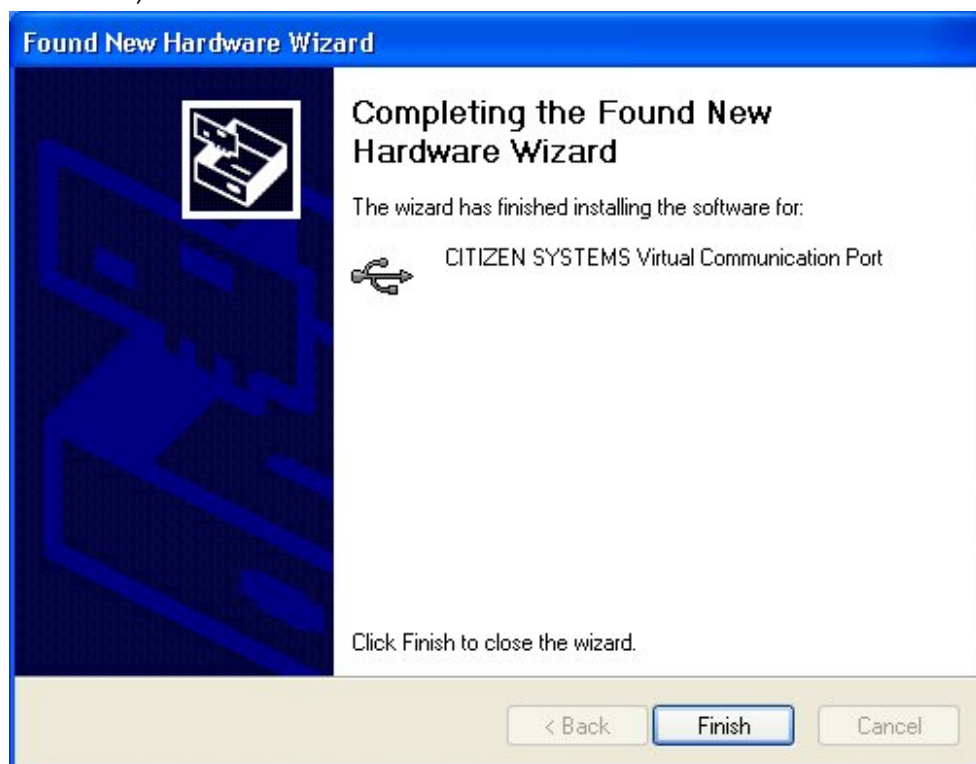 Found New Hardware Wizard
Completing the Found New
Hardware Wizard
The wizard has finished installing the software for:
CITIZEN SYSTEMS Virtual Communication Port
Click Finish to close the wizard.
< Back Finish Cancel